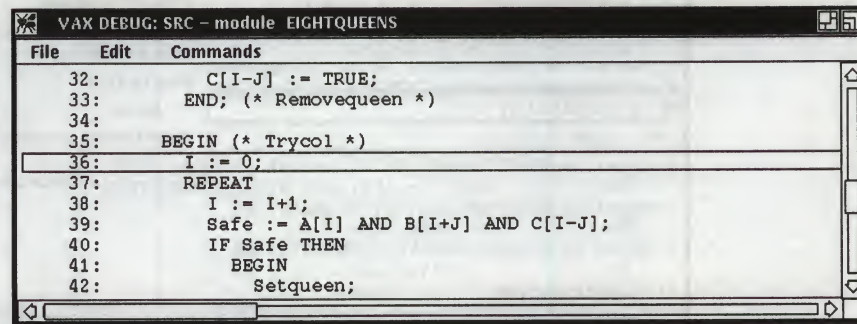 VAX DEBUG: SRC – module EIGHTQUEENS
File Edit Commands
32: C[I-J] := TRUE;
33: END; (* Removequeen *)
34:
35: BEGIN (* Trycol *)
36: I := 0;
37: REPEAT
38: I := I+1;
39: Safe := A[I] AND B[I+J] AND C[I-J];
40: IF Safe THEN
41: BEGIN
42: Setqueen;